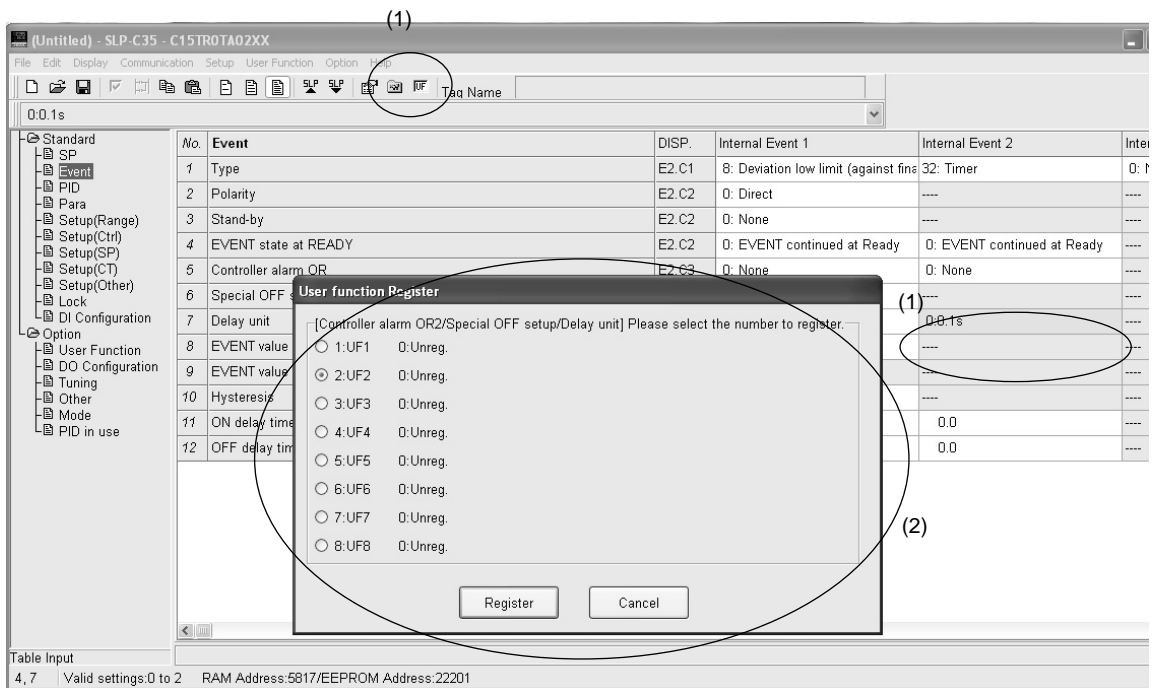 (1)
(Untitled) - SLP-C35 - C15TR0TA02XX
File Edit Display Communication Setup User Function Option Help
SLP SLP UF Tag Name
0:0.1s
Standard
SP
Event
PID
Para
Setup(Range)
Setup(Ctrl)
Setup(SP)
Setup(CT)
Setup(Other)
Lock
DI Configuration
Option
User Function
DO Configuration
Tuning
Other
Mode
PID in use
No. Event DISP. Internal Event 1 Internal Event 2 Inter
1 Type E2.C1 8: Deviation low limit (against fina 32: Timer 0: N
2 Polarity E2.C2 0: Direct ---- ----
3 Stand-by E2.C2 0: None ---- ----
4 EVENT state at READY E2.C2 0: EVENT continued at Ready 0: EVENT continued at Ready ----
5 Controller alarm OR E2.C3 0: None 0: None ----
6 Special OFF s ---- ----
7 Delay unit 0:0.1s ----
8 EVENT value ---- ----
9 EVENT value ---- ----
10 Hysteresis ---- ----
11 ON delay time 0.0 ----
12 OFF delay tim 0.0 ----
(1)
User function Register
[Controller alarm OR2/Special OFF setup/Delay unit] Please select the number to register.
1:UF1 0:Unreg.
2:UF2 0:Unreg.
3:UF3 0:Unreg.
4:UF4 0:Unreg.
5:UF5 0:Unreg.
6:UF6 0:Unreg.
7:UF7 0:Unreg.
8:UF8 0:Unreg.
Register Cancel
(2)
Table Input
4, 7 Valid settings:0 to 2 RAM Address:5817/EEPROM Address:22201